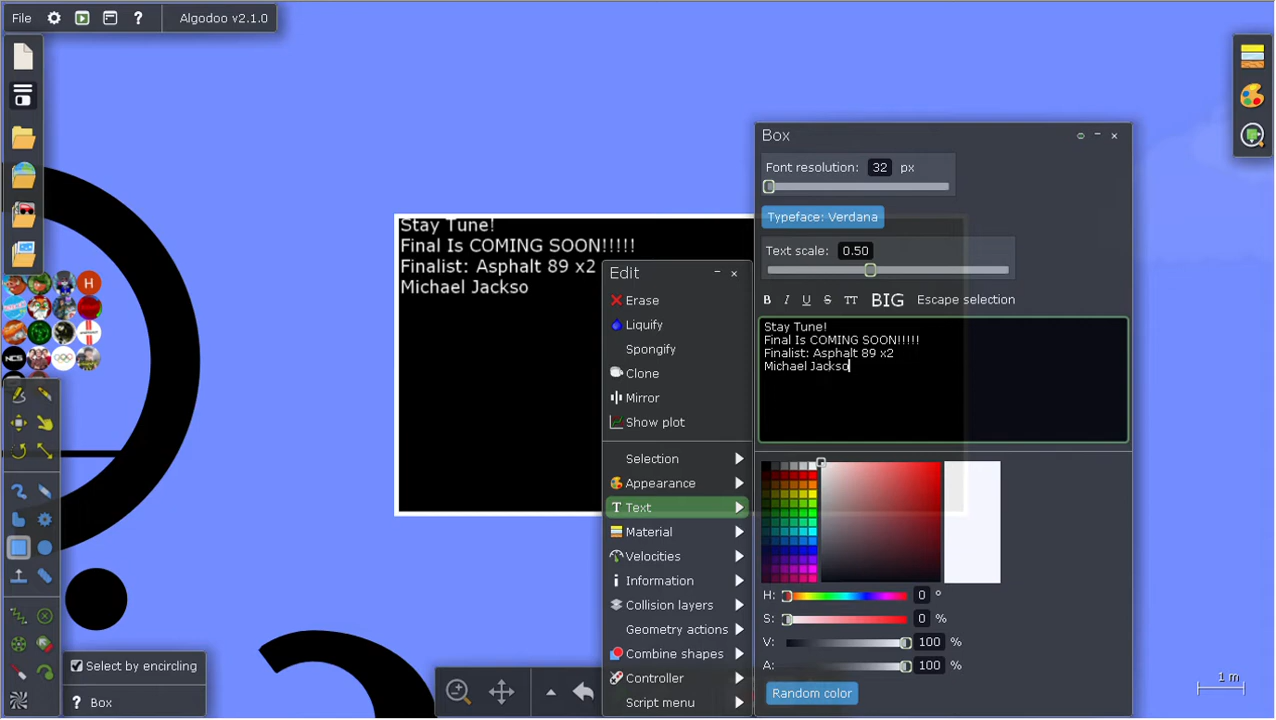 File
?
Algodoo v2.1.0
H
NCS
Select by encircling
? Box
Stay Tune!
Final Is COMING SOON!!!!!
Finalist: Asphalt 89 x2
Michael Jackso
Edit
Erase
Liquify
Spongify
Clone
Mirror
Show plot
Selection
Appearance
T Text
Material
Velocities
i Information
Collision layers
Geometry actions
Combine shapes
Controller
Script menu
Box
Font resolution: 32 px
Typeface: Verdana
Text scale: 0.50
B I U S TT BIG Escape selection
Stay Tune!
Final Is COMING SOON!!!!!
Finalist: Asphalt 89 x2
Michael Jackso
H: 0 °
S: 0 %
V: 100 %
A: 100 %
Random color
1 m